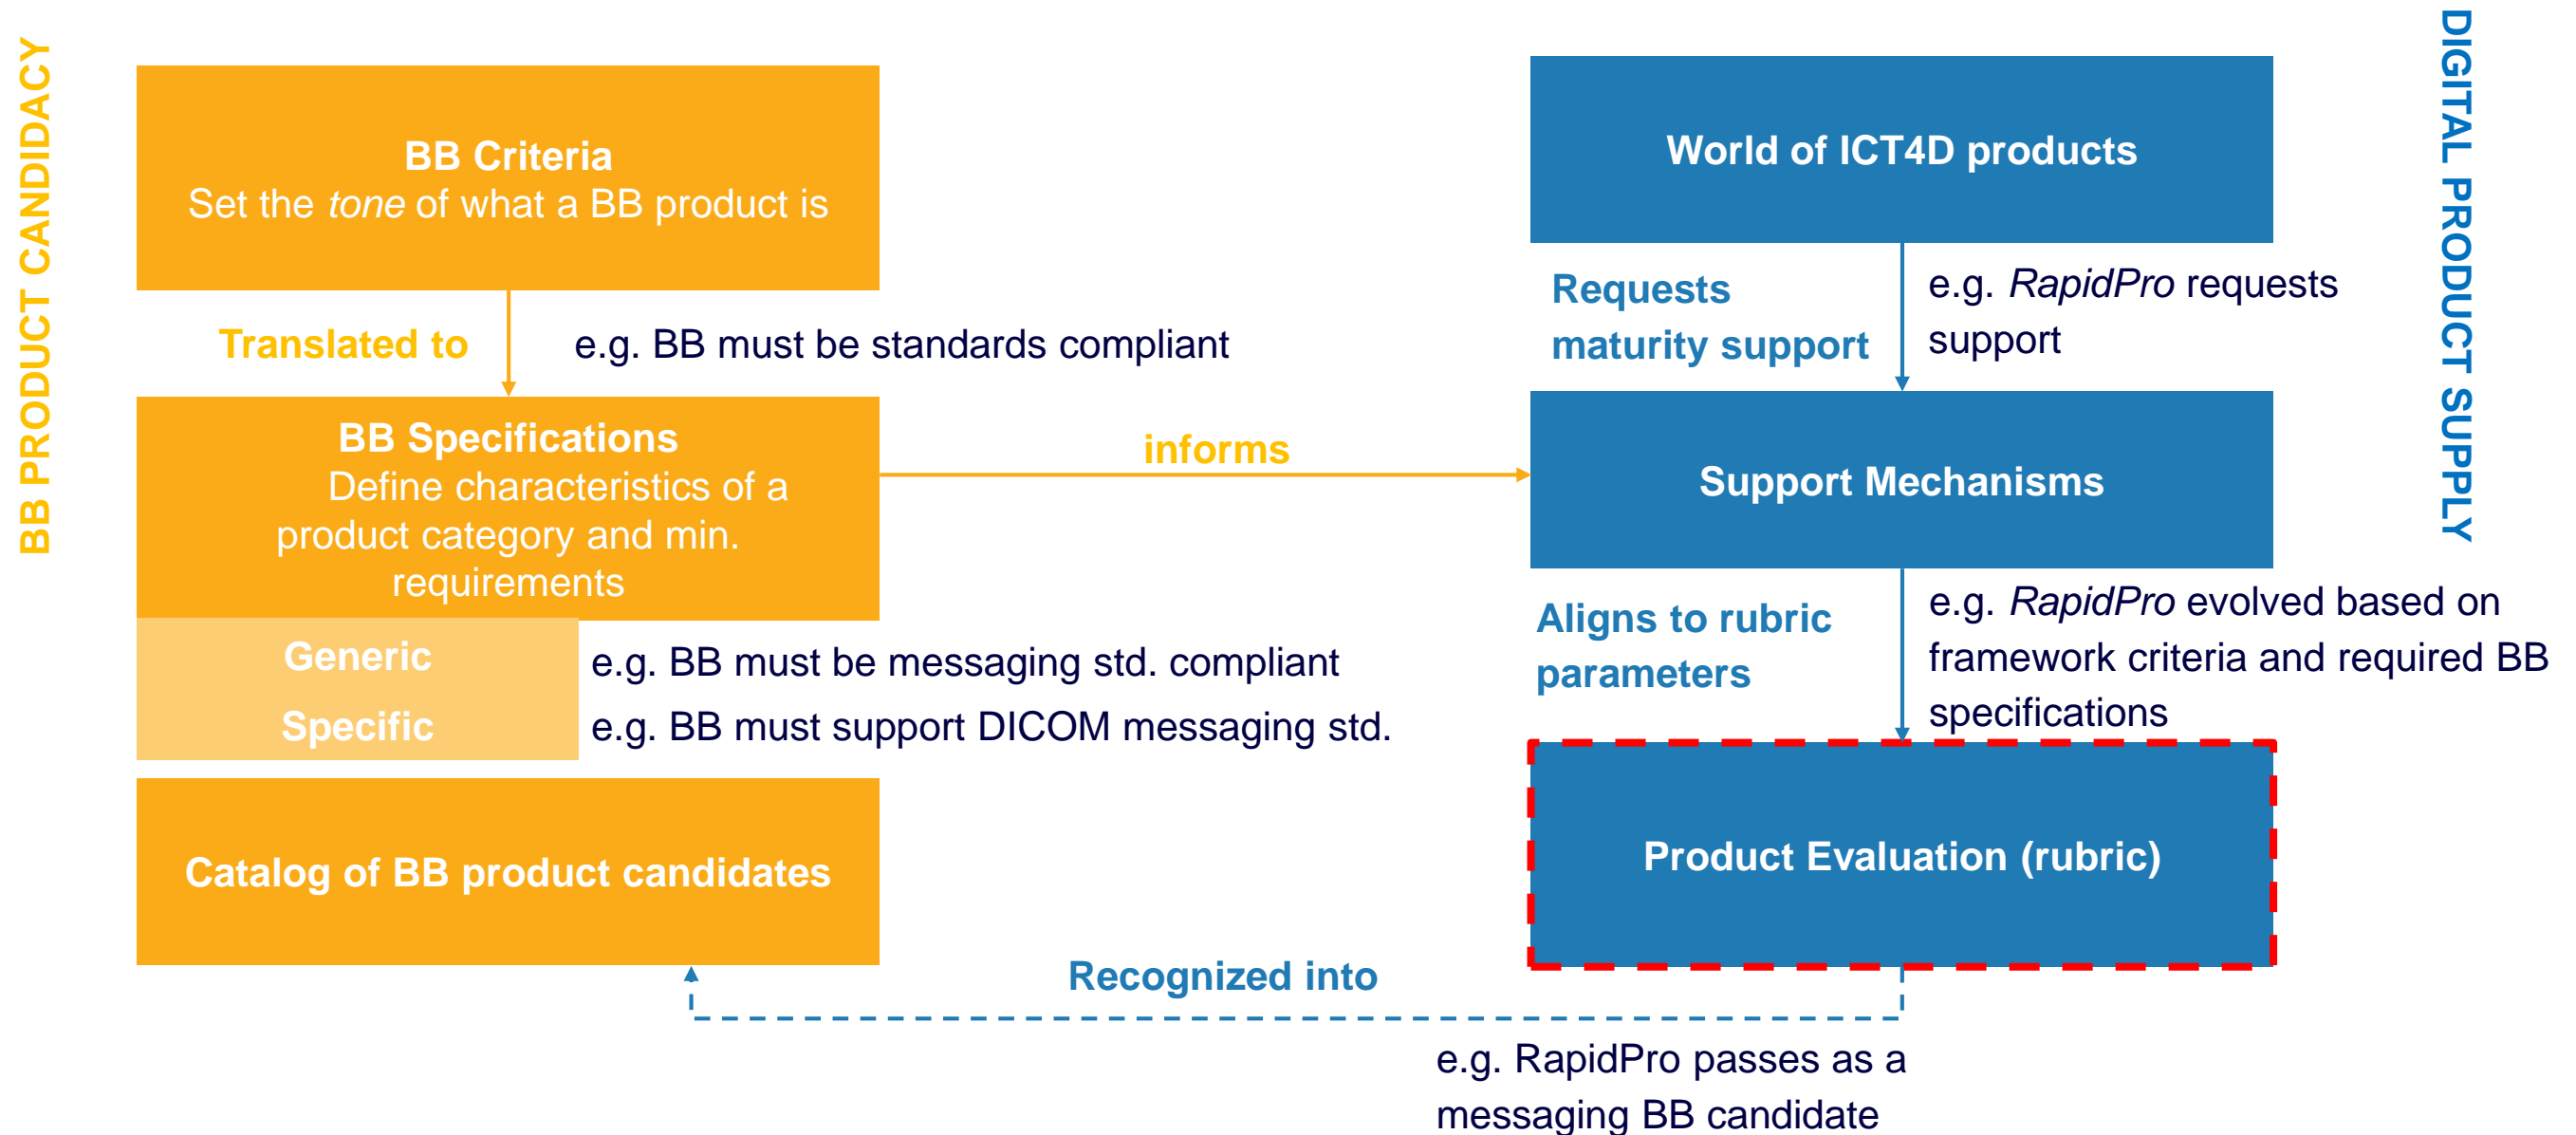 BB PRODUCT CANDIDACY
BB Criteria
Set the tone of what a BB product is
Translated to
e.g. BB must be standards compliant
BB Specifications
Define characteristics of a
product category and min.
requirements
Generic
e.g. BB must be messaging std. compliant
Specific
e.g. BB must support DICOM messaging std.
Catalog of BB product candidates
informs
World of ICT4D products
Requests
maturity support
e.g. RapidPro requests
support
Support Mechanisms
Aligns to rubric
parameters
e.g. RapidPro evolved based on
framework criteria and required BB
specifications
Product Evaluation (rubric)
Recognized into
e.g. RapidPro passes as a
messaging BB candidate
DIGITAL PRODUCT SUPPLY